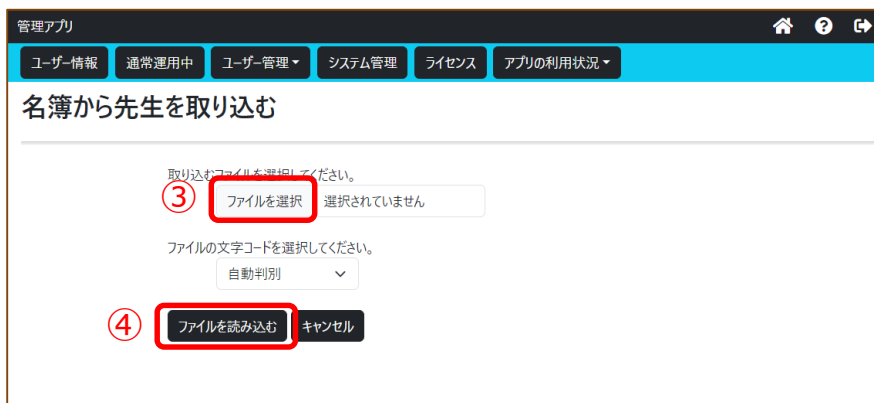 管理アプリ
ユーザー情報 通常運用中 ユーザー管理 システム管理 ライセンス アプリの利用状況
名簿から先生を取り込む
取り込むファイルを選択してください。
③ ファイルを選択 選択されていません
ファイルの文字コードを選択してください。
自動判別
④ ファイルを読み込む キャンセル